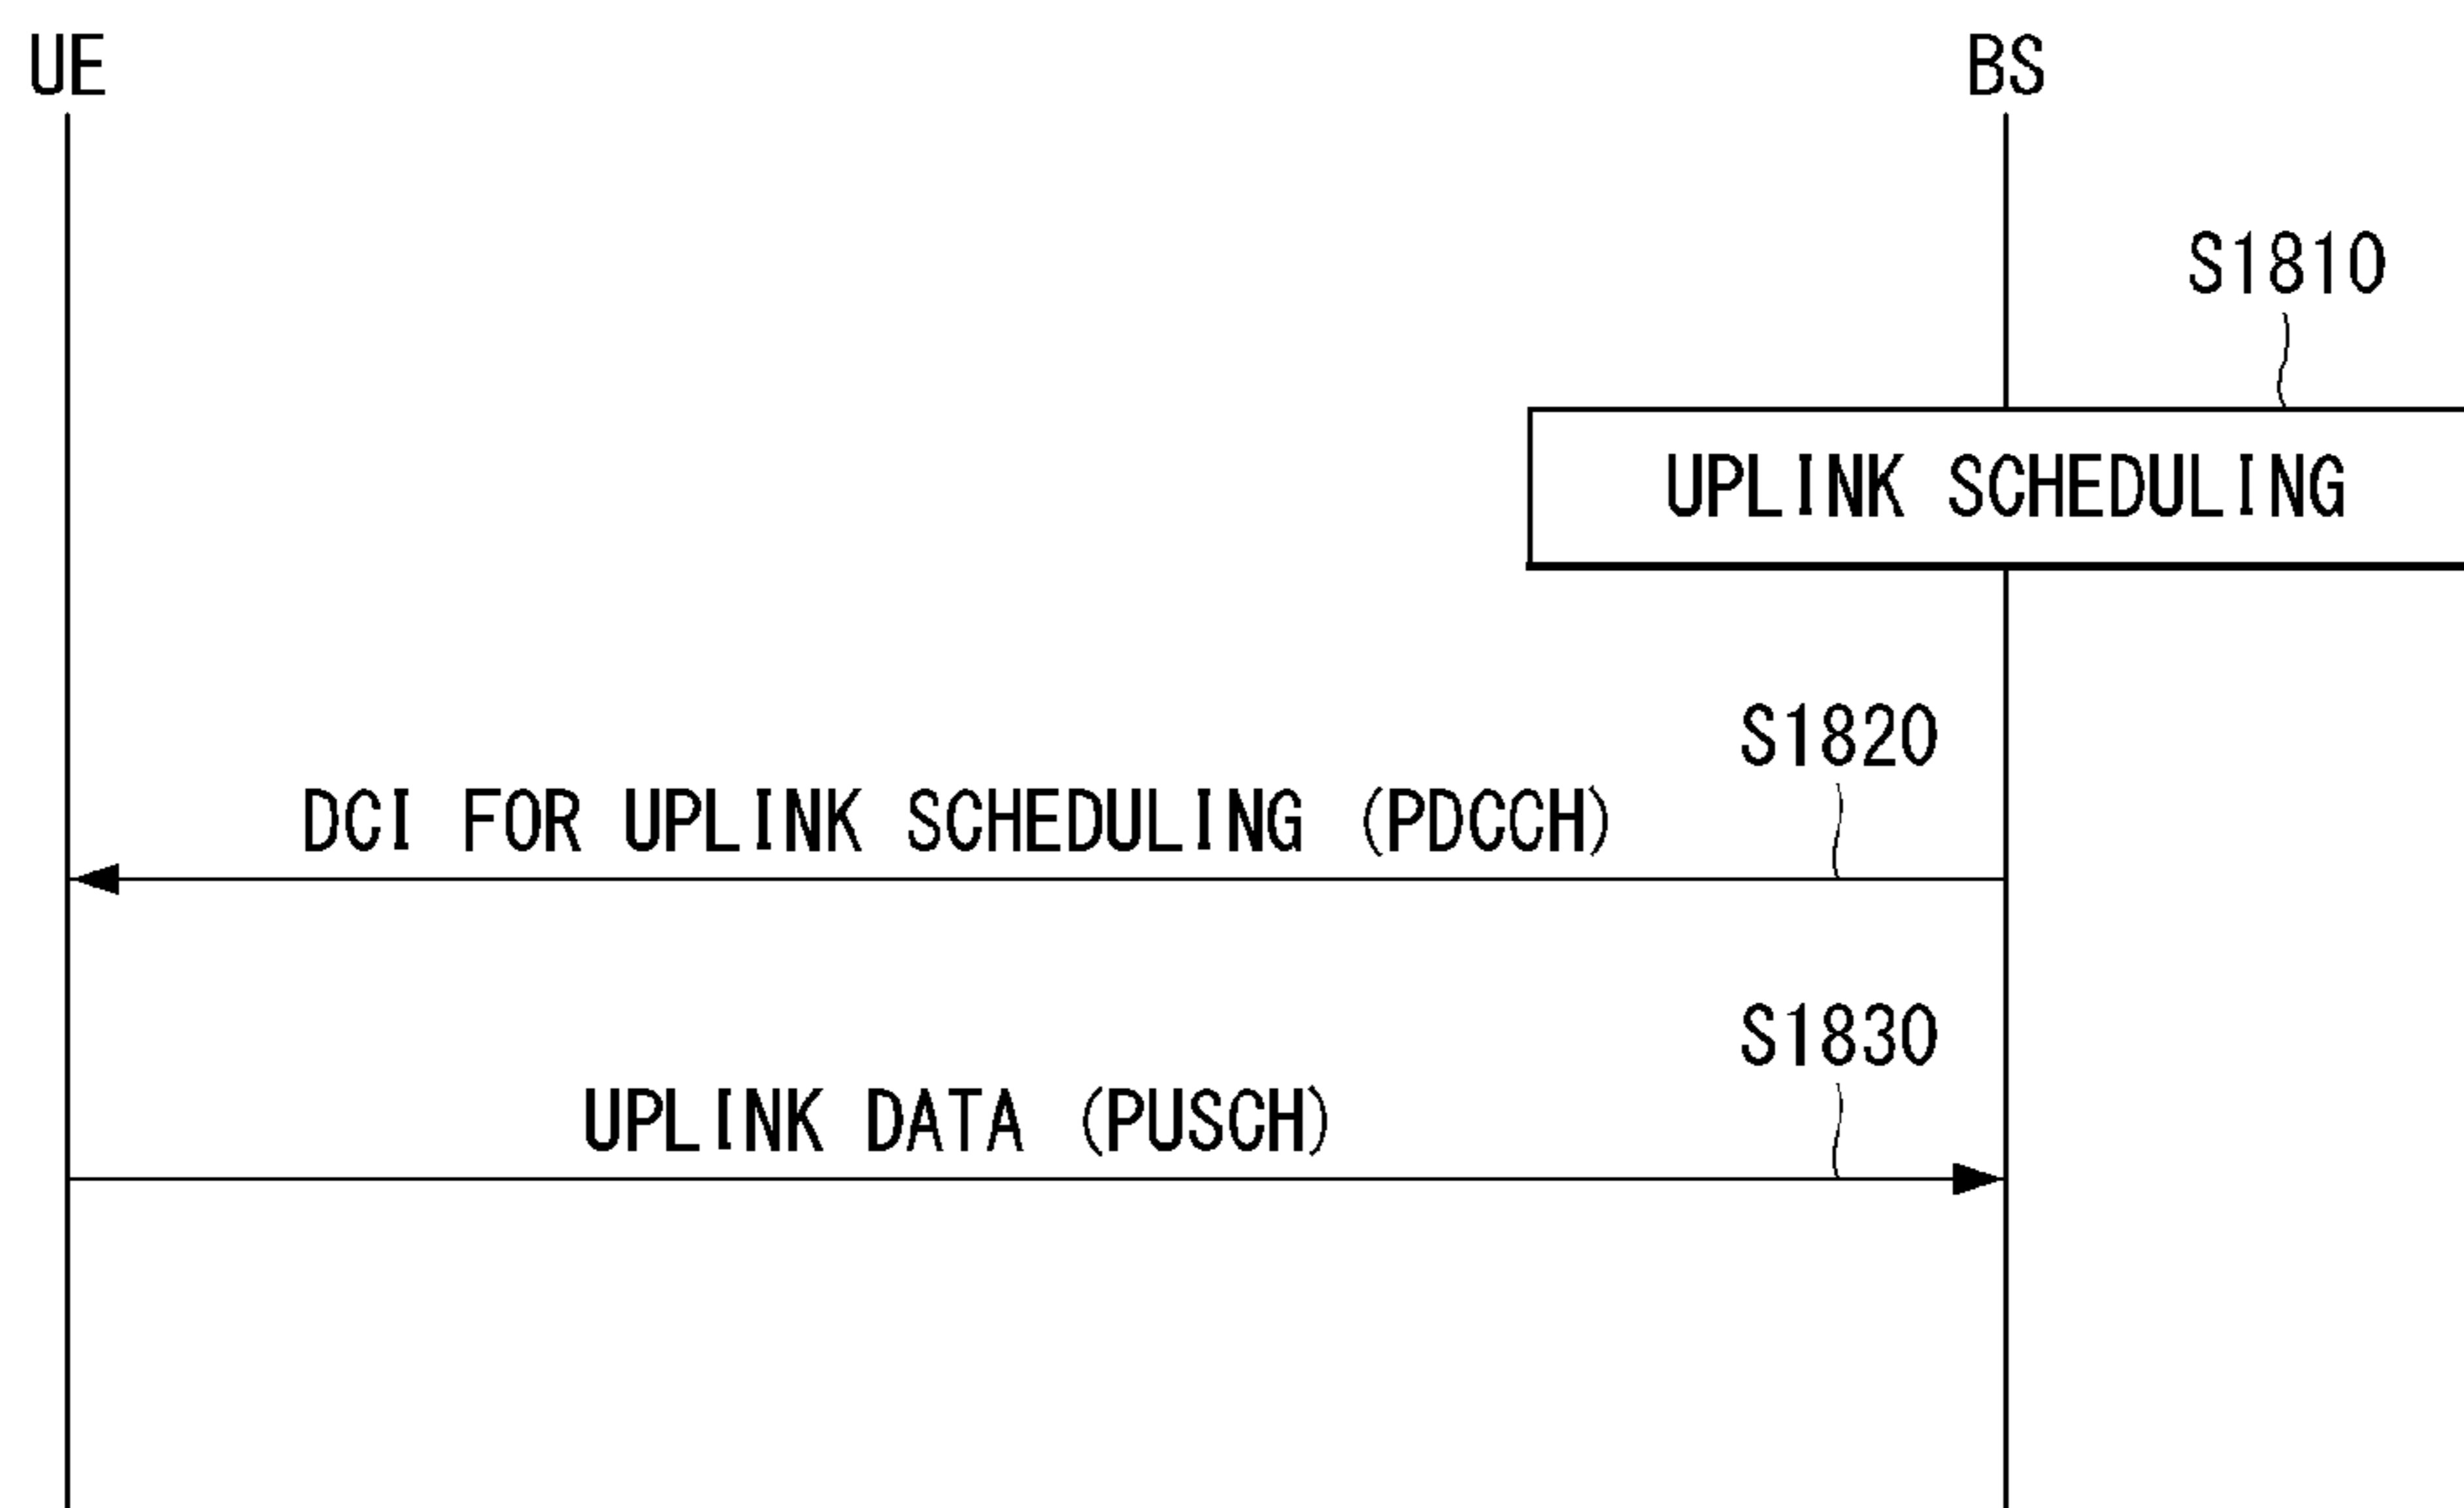 UE
BS
S1810
UPLINK SCHEDULING
S1820
DCI FOR UPLINK SCHEDULING (PDCCH)
S1830
UPLINK DATA (PUSCH)